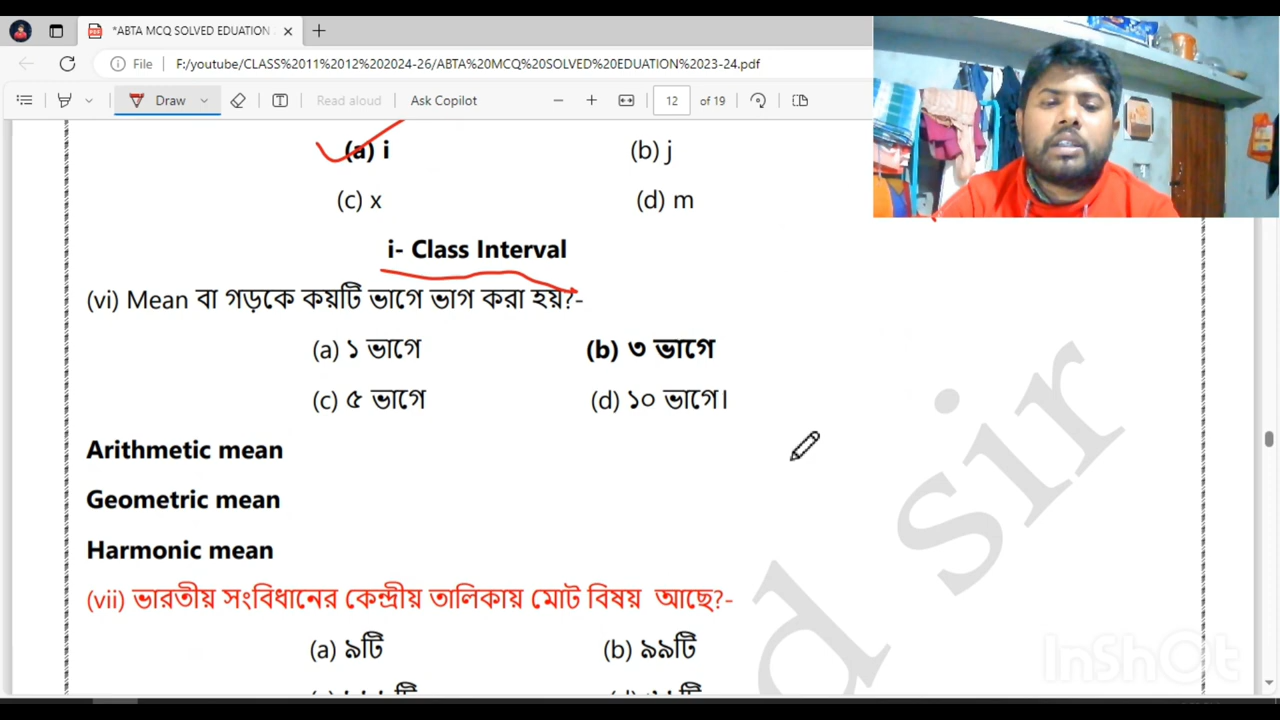 *ABTA MCQ SOLVED EDUATION
File F:/youtube/CLASS%2011%2012%202024-26/ABTA%20MCQ%20SOLVED%20EDUATION%2023-24.pdf
Draw Read aloud Ask Copilot 12 of 19
(a) i (b) j
(c) x (d) m
i- Class Interval
(vi) Mean বা গড়কে কয়টি ভাগে ভাগ করা হয়?-
(a) ১ ভাগে (b) ৩ ভাগে
(c) ৫ ভাগে (d) ১০ ভাগে।
Arithmetic mean
Geometric mean
Harmonic mean
(vii) ভারতীয় সংবিধানের কেন্দ্রীয় তালিকায় মোট বিষয় আছে?-
(a) ৯টি (b) ৯৯টি
d sir
InShOt